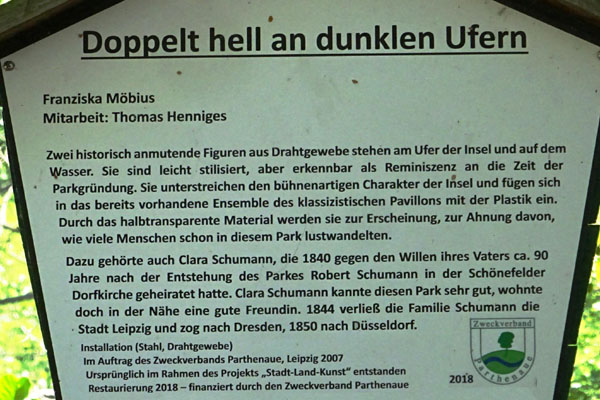 Doppelt hell an dunklen Ufern
Franziska Möbius
Mitarbeit: Thomas Henniges
Zwei historisch anmutende Figuren aus Drahtgewebe stehen am Ufer der Insel und auf dem
Wasser. Sie sind leicht stilisiert, aber erkennbar als Reminiszenz an die Zeit der
Parkgründung. Sie unterstreichen den bühnenartigen Charakter der Insel und fügen sich
in das bereits vorhandene Ensemble des klassizistischen Pavillons mit der Plastik ein.
Durch das halbtransparente Material werden sie zur Erscheinung, zur Ahnung davon,
wie viele Menschen schon in diesem Park lustwandelten.
Dazu gehörte auch Clara Schumann, die 1840 gegen den Willen ihres Vaters ca. 90
Jahre nach der Entstehung des Parkes Robert Schumann in der Schönefelder
Dorfkirche geheiratet hatte. Clara Schumann kannte diesen Park sehr gut, wohnte
doch in der Nähe eine gute Freundin. 1844 verließ die Familie Schumann die
Stadt Leipzig und zog nach Dresden, 1850 nach Düsseldorf.
Installation (Stahl, Drahtgewebe)
Im Auftrag des Zweckverbands Parthenaue, Leipzig 2007
Ursprünglich im Rahmen des Projekts „Stadt-Land-Kunst“ entstanden
Restaurierung 2018 – finanziert durch den Zweckverband Parthenaue
2018
Zweckverband
Parthenaue